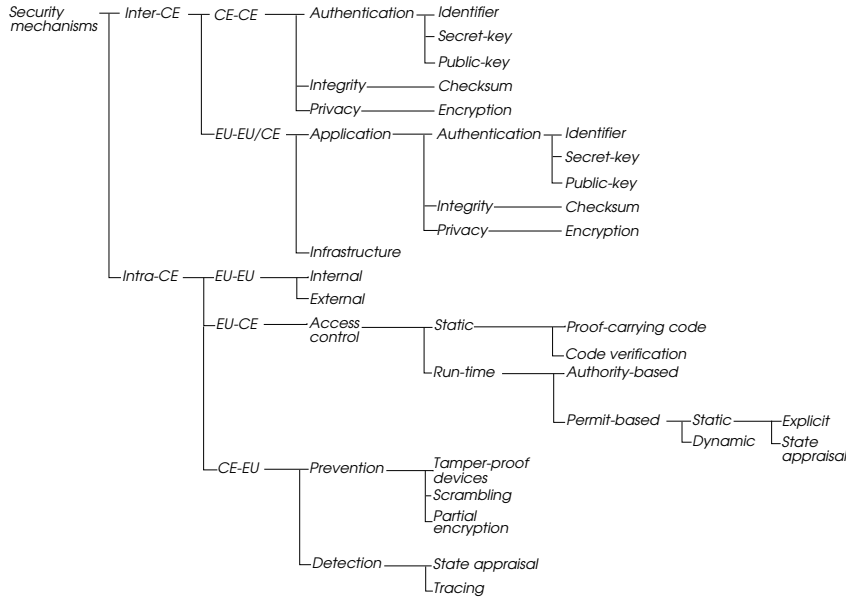 Security mechanisms
Inter-CE
CE-CE
Authentication
Identifier
Secret-key
Public-key
Integrity
Checksum
Privacy
Encryption
EU-EU/CE
Application
Authentication
Identifier
Secret-key
Public-key
Integrity
Checksum
Privacy
Encryption
Infrastructure
Intra-CE
EU-EU
Internal
External
EU-CE
Access
control
Static
Proof-carrying code
Code verification
Run-time
Authority-based
Permit-based
Static
Explicit
Dynamic
State
appraisal
CE-EU
Prevention
Tamper-proof
devices
Scrambling
Partial
encryption
Detection
State appraisal
Tracing